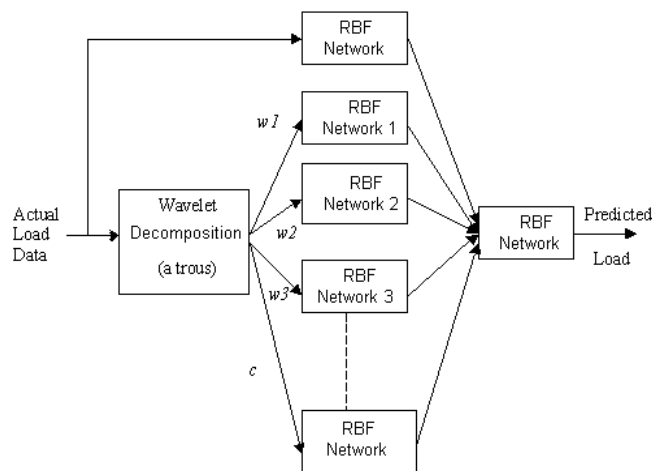 RBF
Network
w1
RBF
Network 1
RBF
Network 2
Actual
Load
Data
Wavelet
Decomposition
(a trous)
w2
w3
RBF
Network 3
RBF
Network
Predicted
Load
c
RBF
Network